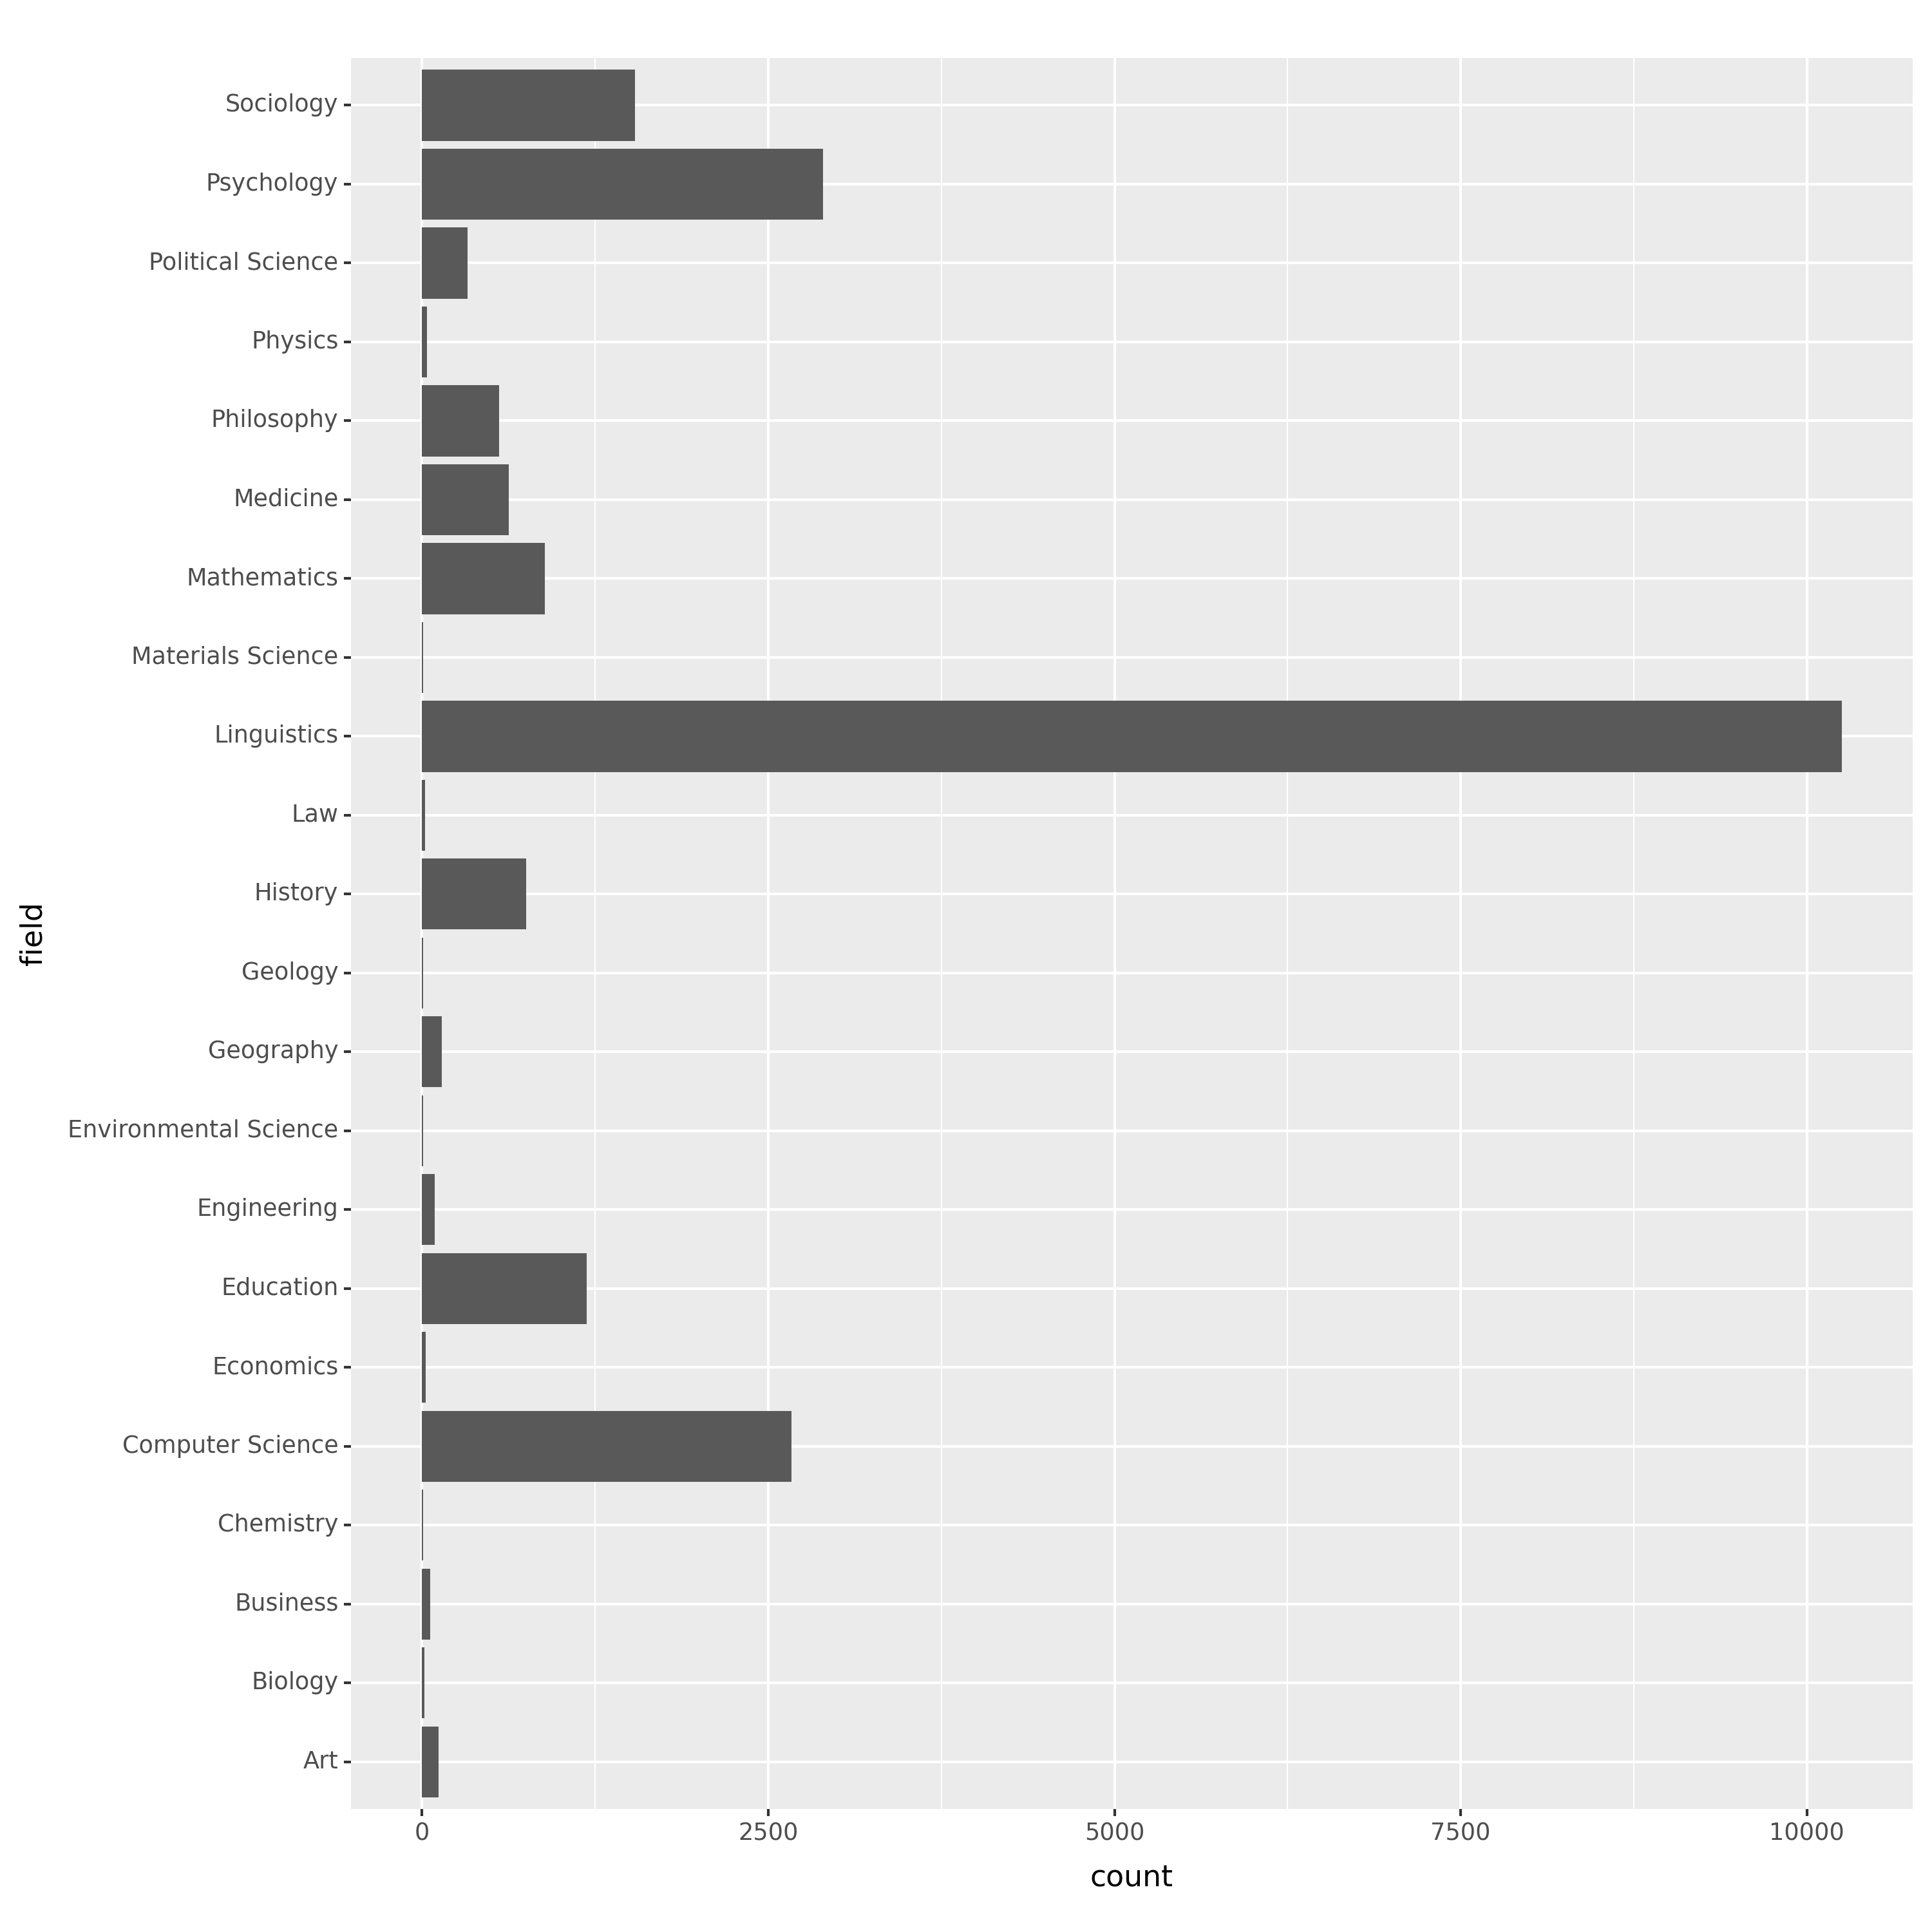 Sociology
Psychology
Political Science
Physics
Philosophy
Medicine
Mathematics
Materials Science
Linguistics
Law
History
Geology
Geography
Environmental Science
Engineering
Education
Economics
Computer Science
Chemistry
Business
Biology
Art
field
0 2500 5000 7500 10000
count